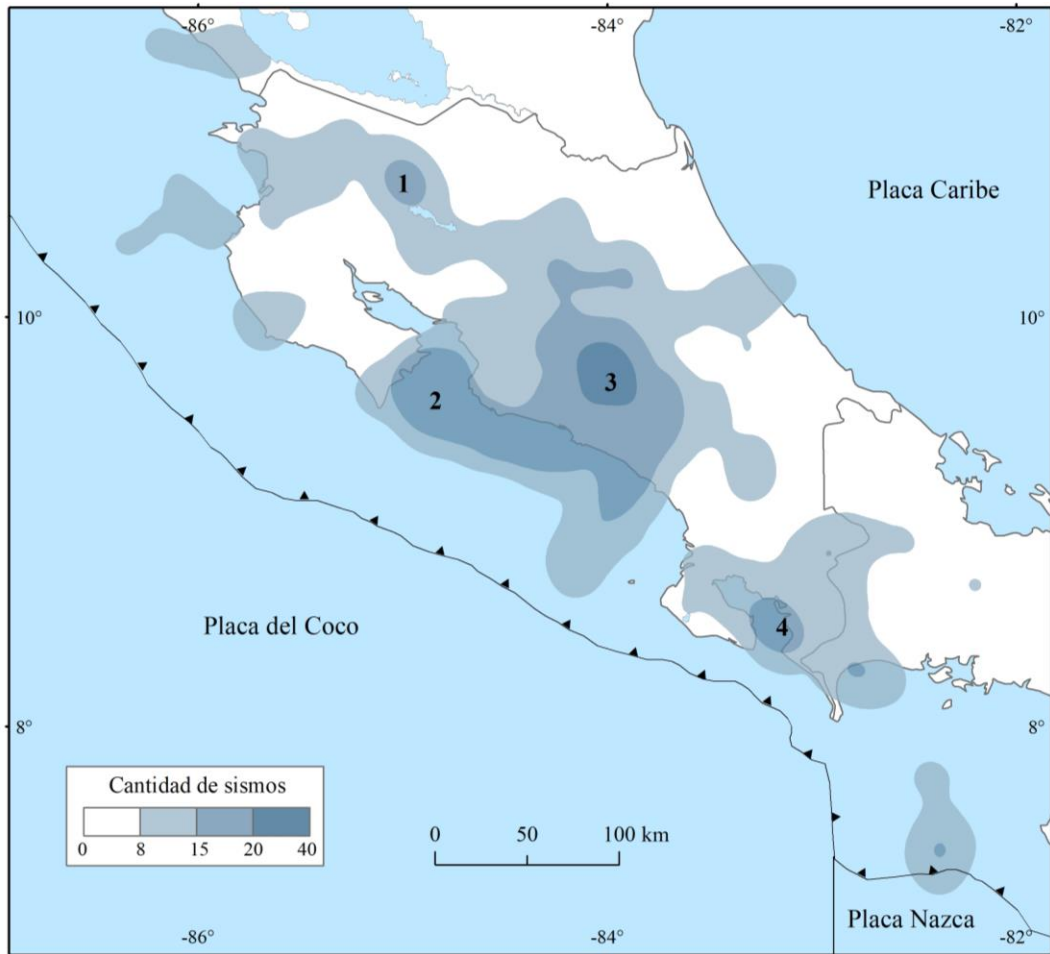 -86° -84° -82°
Placa Caribe
1
10° 10°
3
2
Placa del Coco
4
8° 8°
Cantidad de sismos
0 8 15 20 40
0 50 100 km
Placa Nazca
-86° -84° -82°